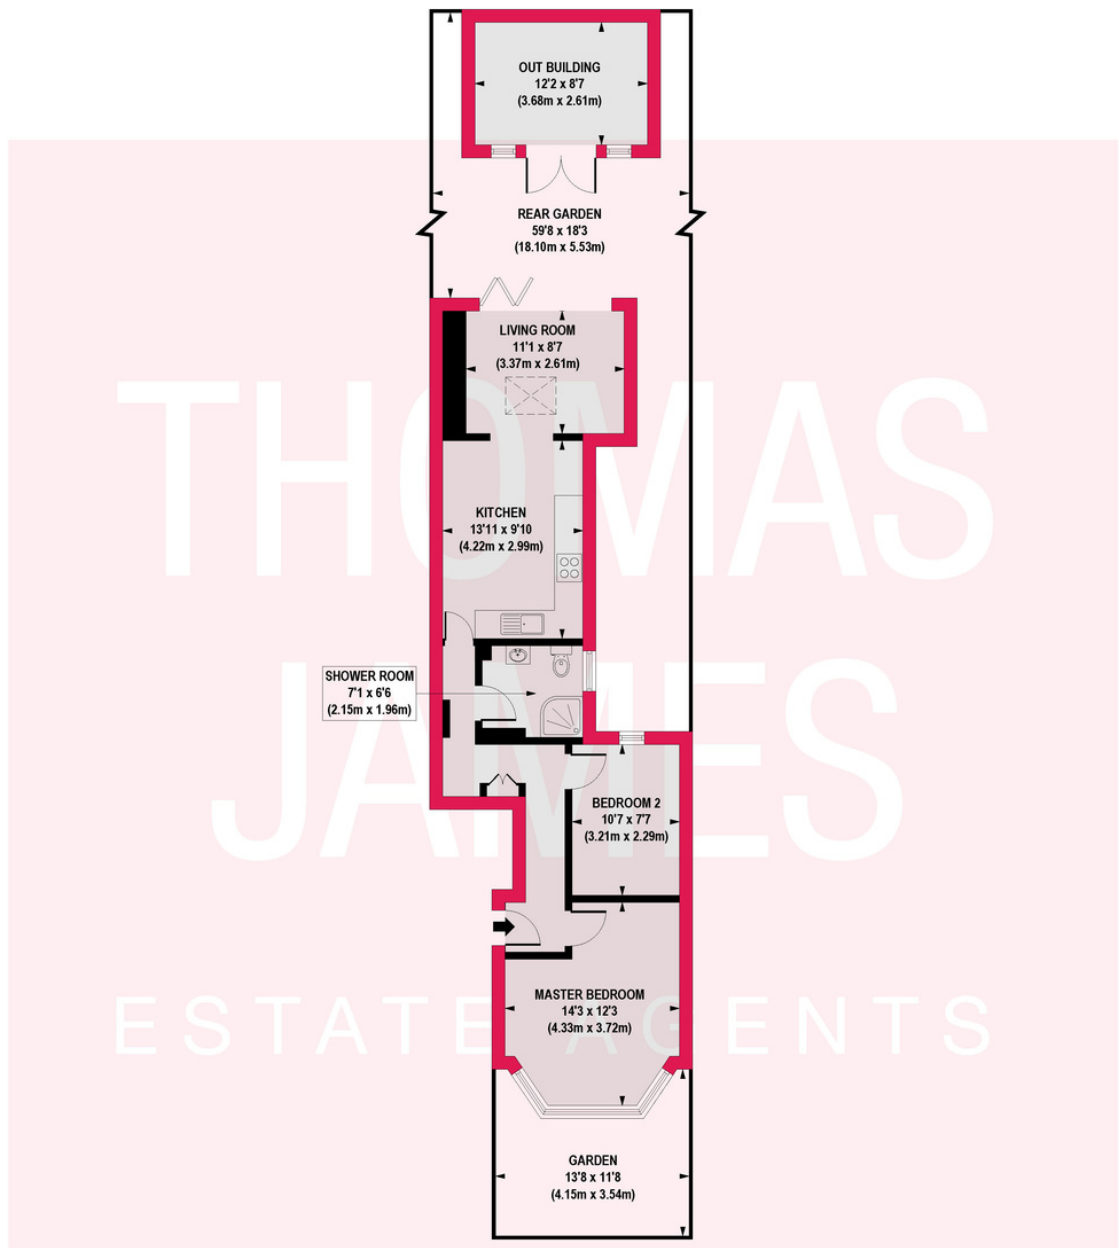 OUT BUILDING
12'2 x 8'7
(3.68m x 2.61m)
REAR GARDEN
59'8 x 18'3
(18.10m x 5.53m)
LIVING ROOM
11'1 x 8'7
(3.37m x 2.61m)
THOMAS
KITCHEN
13'11 x 9'10
(4.22m x 2.99m)
SHOWER ROOM
7'1 x 6'6
(2.15m x 1.96m)
JAMES
BEDROOM 2
10'7 x 7'7
(3.21m x 2.29m)
MASTER BEDROOM
14'3 x 12'3
(4.33m x 3.72m)
ESTATE AGENTS
GARDEN
13'8 x 11'8
(4.15m x 3.54m)